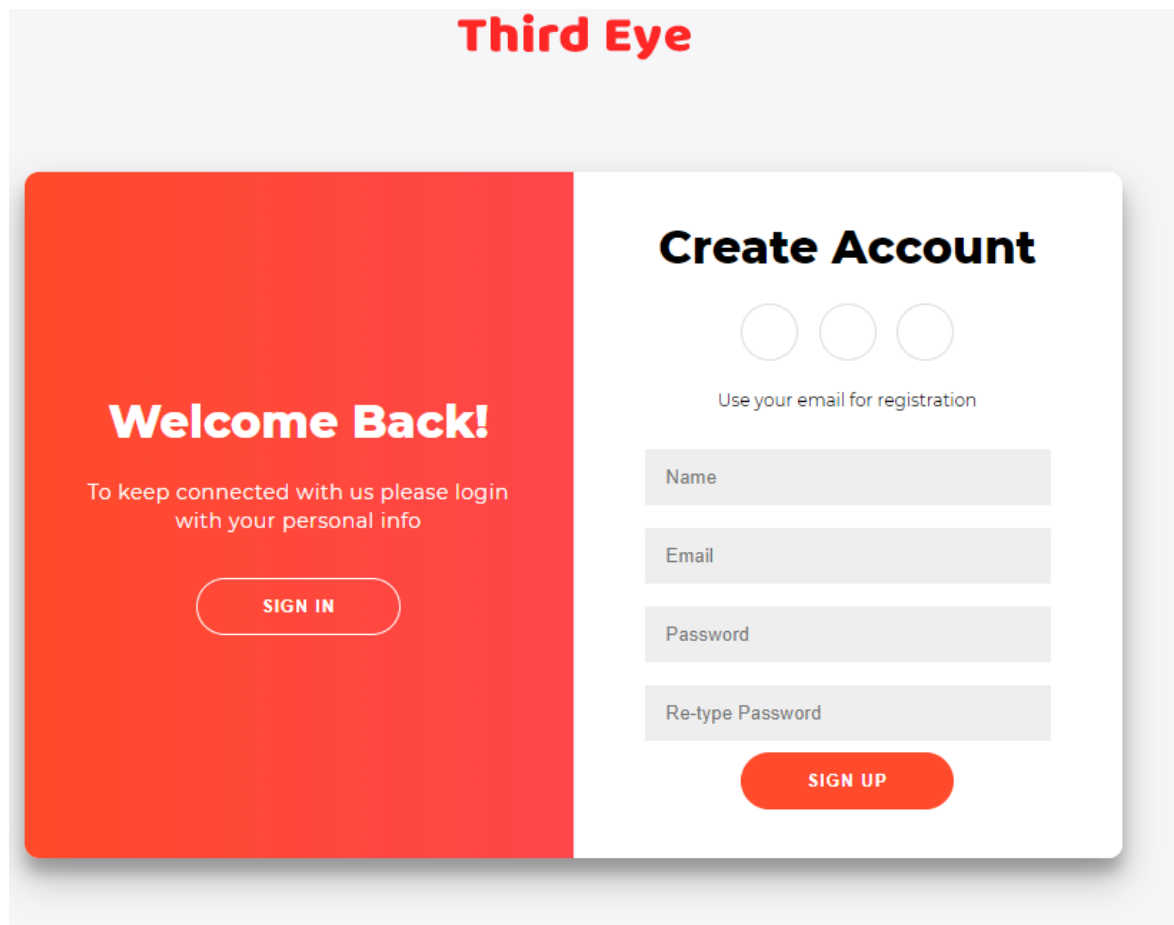 Third Eye
Welcome Back!
To keep connected with us please login
with your personal info
SIGN IN
Create Account
Use your email for registration
Name
Email
Password
Re-type Password
SIGN UP